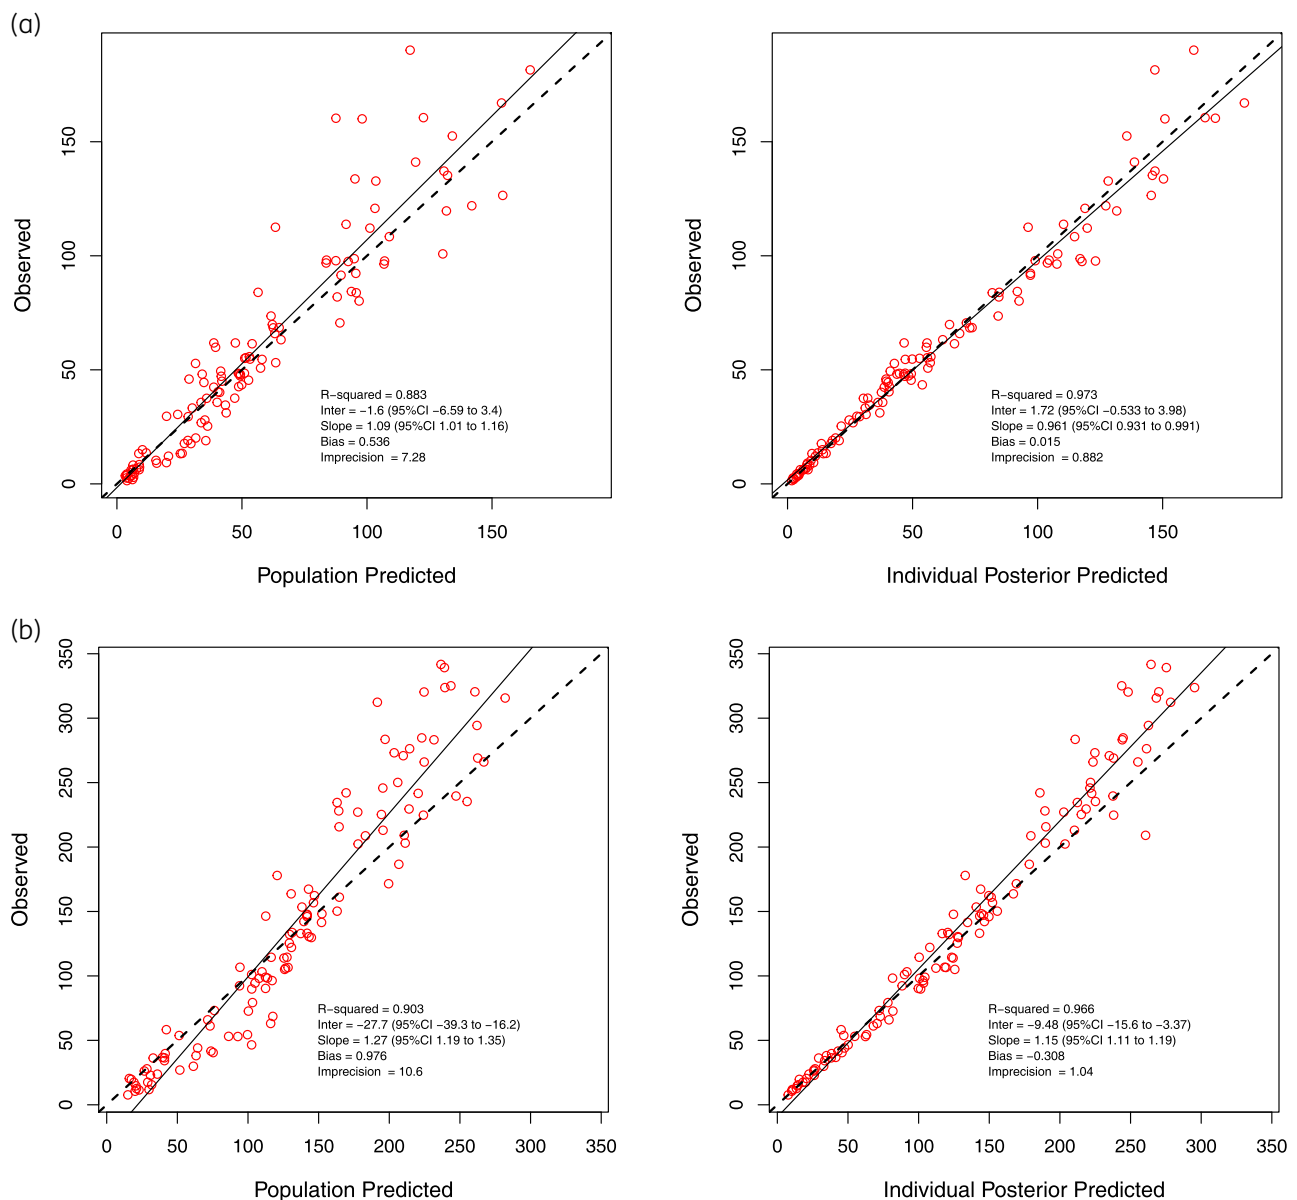 (a)
150
100
50
0
Observed
R-squared = 0.883
Inter = −1.6 (95%CI −6.59 to 3.4)
Slope = 1.09 (95%CI 1.01 to 1.16)
Bias = 0.536
Imprecision = 7.28
0 50 100 150
Population Predicted
150
100
50
0
Observed
R-squared = 0.973
Inter = 1.72 (95%CI −0.533 to 3.98)
Slope = 0.961 (95%CI 0.931 to 0.991)
Bias = 0.015
Imprecision = 0.882
0 50 100 150
Individual Posterior Predicted
(b)
350
300
250
200
150
100
50
0
Observed
R-squared = 0.903
Inter = −27.7 (95%CI −39.3 to −16.2)
Slope = 1.27 (95%CI 1.19 to 1.35)
Bias = 0.976
Imprecision = 10.6
0 50 100 150 200 250 300 350
Population Predicted
350
300
250
200
150
100
50
0
Observed
R-squared = 0.966
Inter = −9.48 (95%CI −15.6 to −3.37)
Slope = 1.15 (95%CI 1.11 to 1.19)
Bias = −0.308
Imprecision = 1.04
0 50 100 150 200 250 300 350
Individual Posterior Predicted